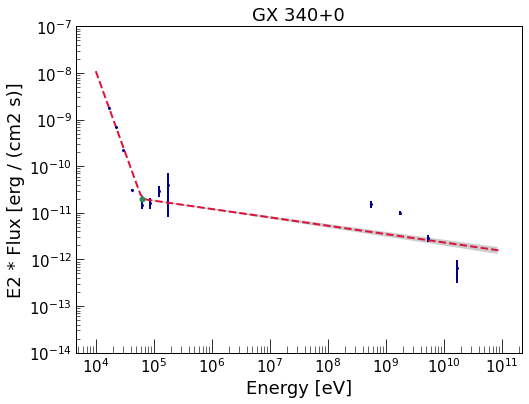 GX 340+0
E2 * Flux [erg / (cm2 s)]
10⁻⁷
10⁻⁸
10⁻⁹
10⁻¹⁰
10⁻¹¹
10⁻¹²
10⁻¹³
10⁻¹⁴
10⁴ 10⁵ 10⁶ 10⁷ 10⁸ 10⁹ 10¹⁰ 10¹¹
Energy [eV]